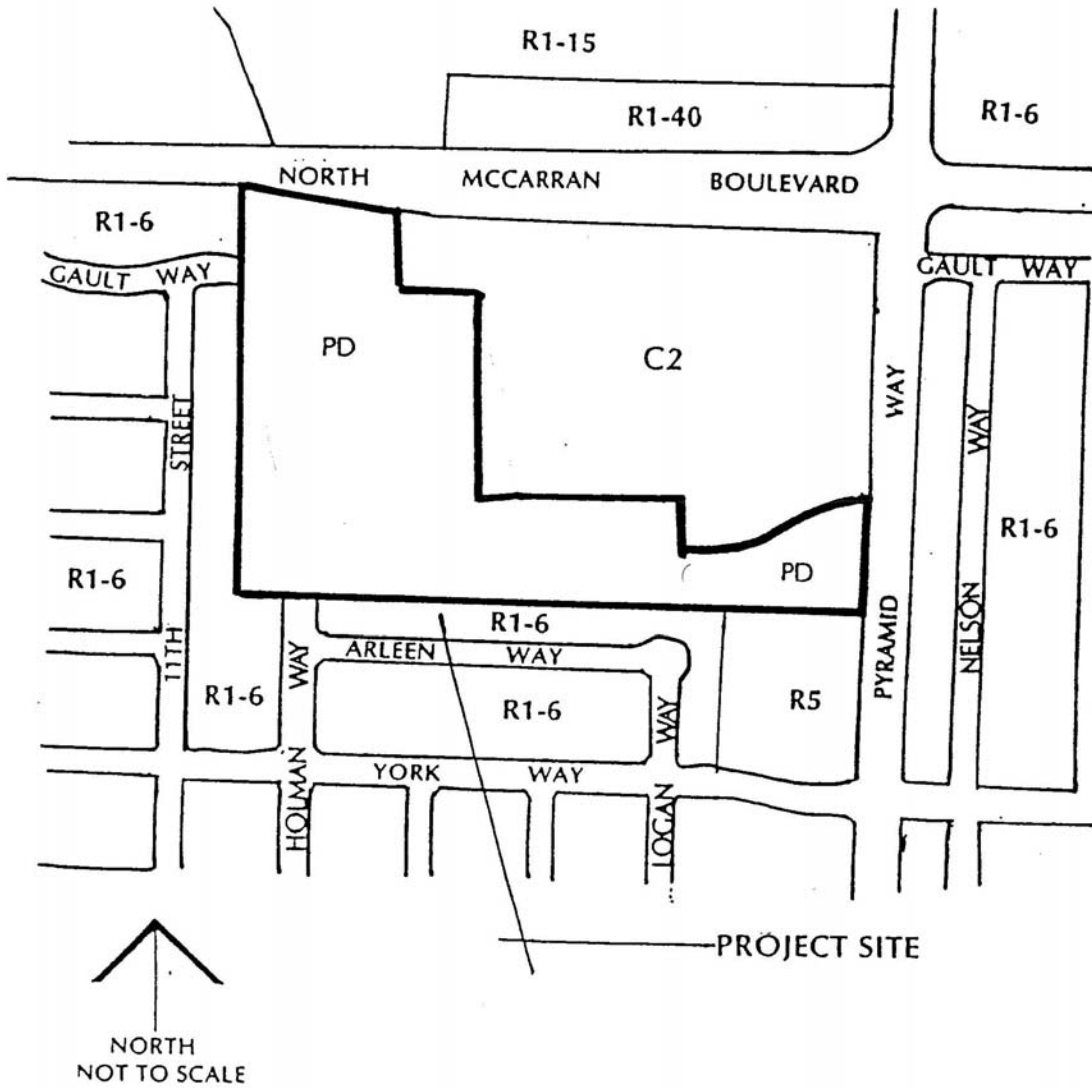 R1-15
R1-40
R1-6
NORTH MCCARRAN BOULEVARD
R1-6
GAULT WAY
GAULT WAY
PD
C2
WAY
STREET
WAY
R1-6
R1-6
PD
R1-6
ARLEEN WAY
11TH
WAY
PYRAMID
NELSON
R1-6
R1-6
WAY
R5
YORK WAY
HOLMAN
LOGAN
PROJECT SITE
NORTH
NOT TO SCALE